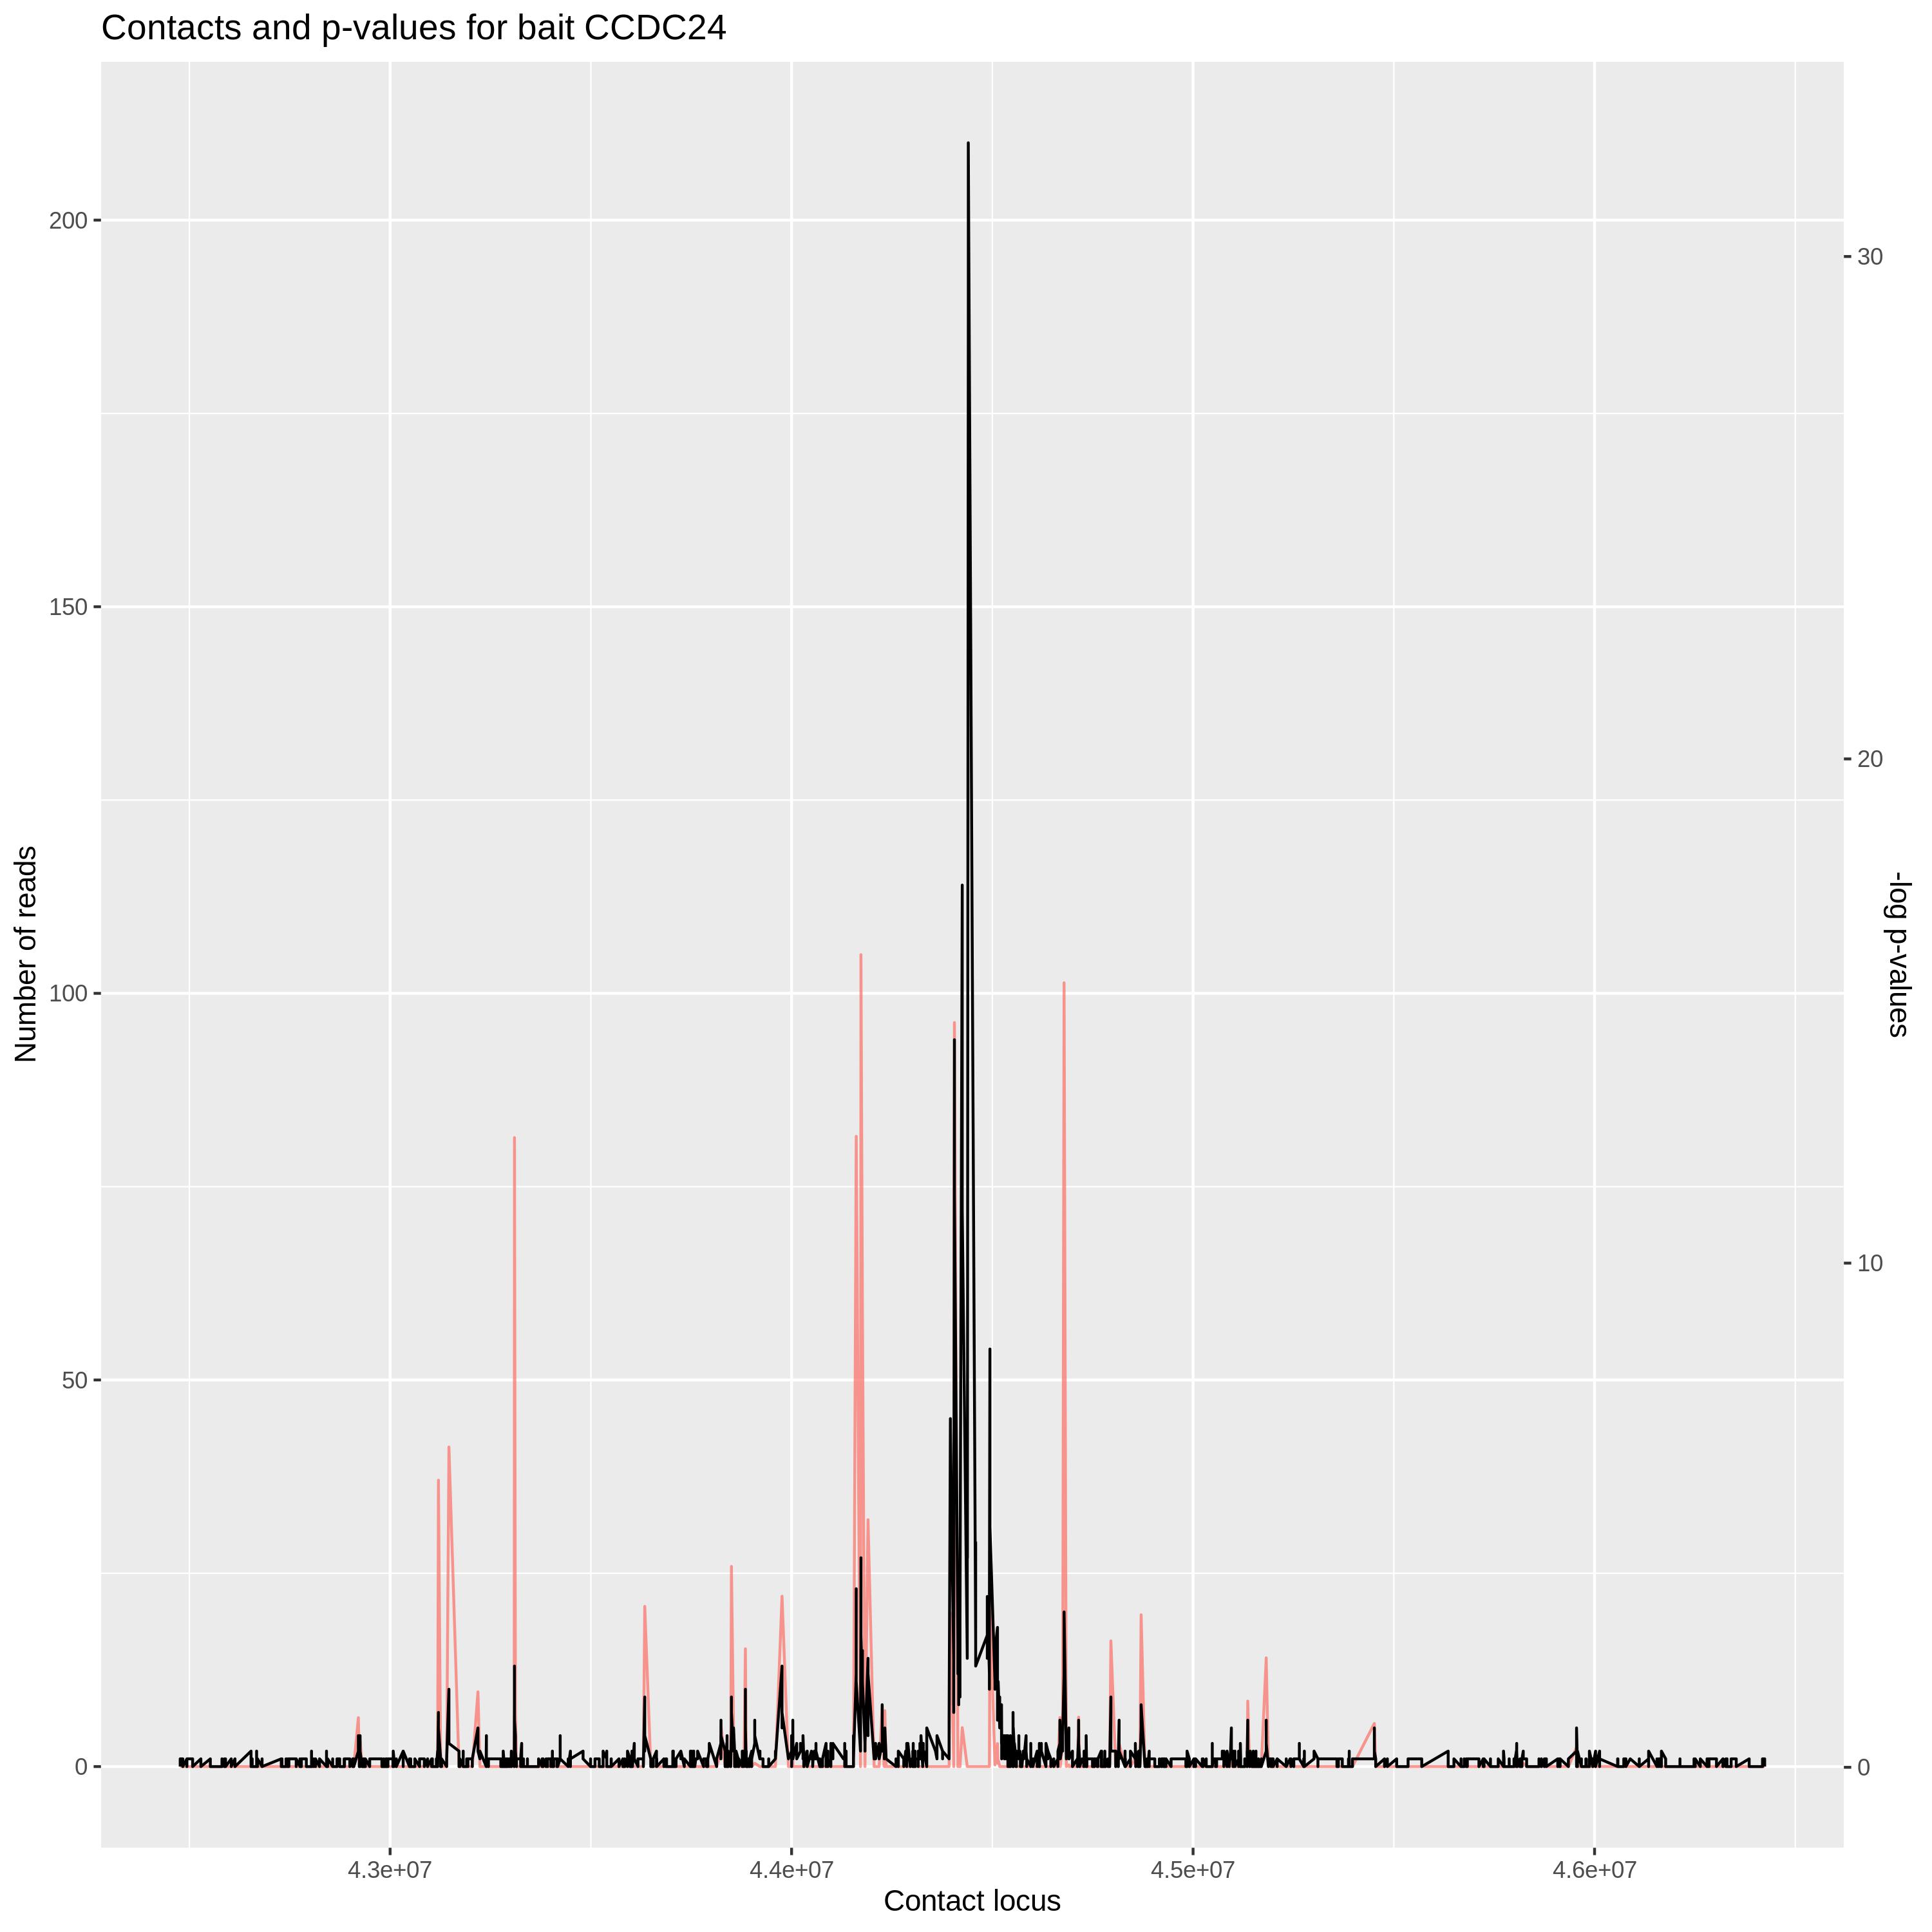 Contacts and p-values for bait CCDC24
Number of reads
200
150
100
50
0
30
20
10
0
-log p-values
4.3e+07
4.4e+07
4.5e+07
4.6e+07
Contact locus